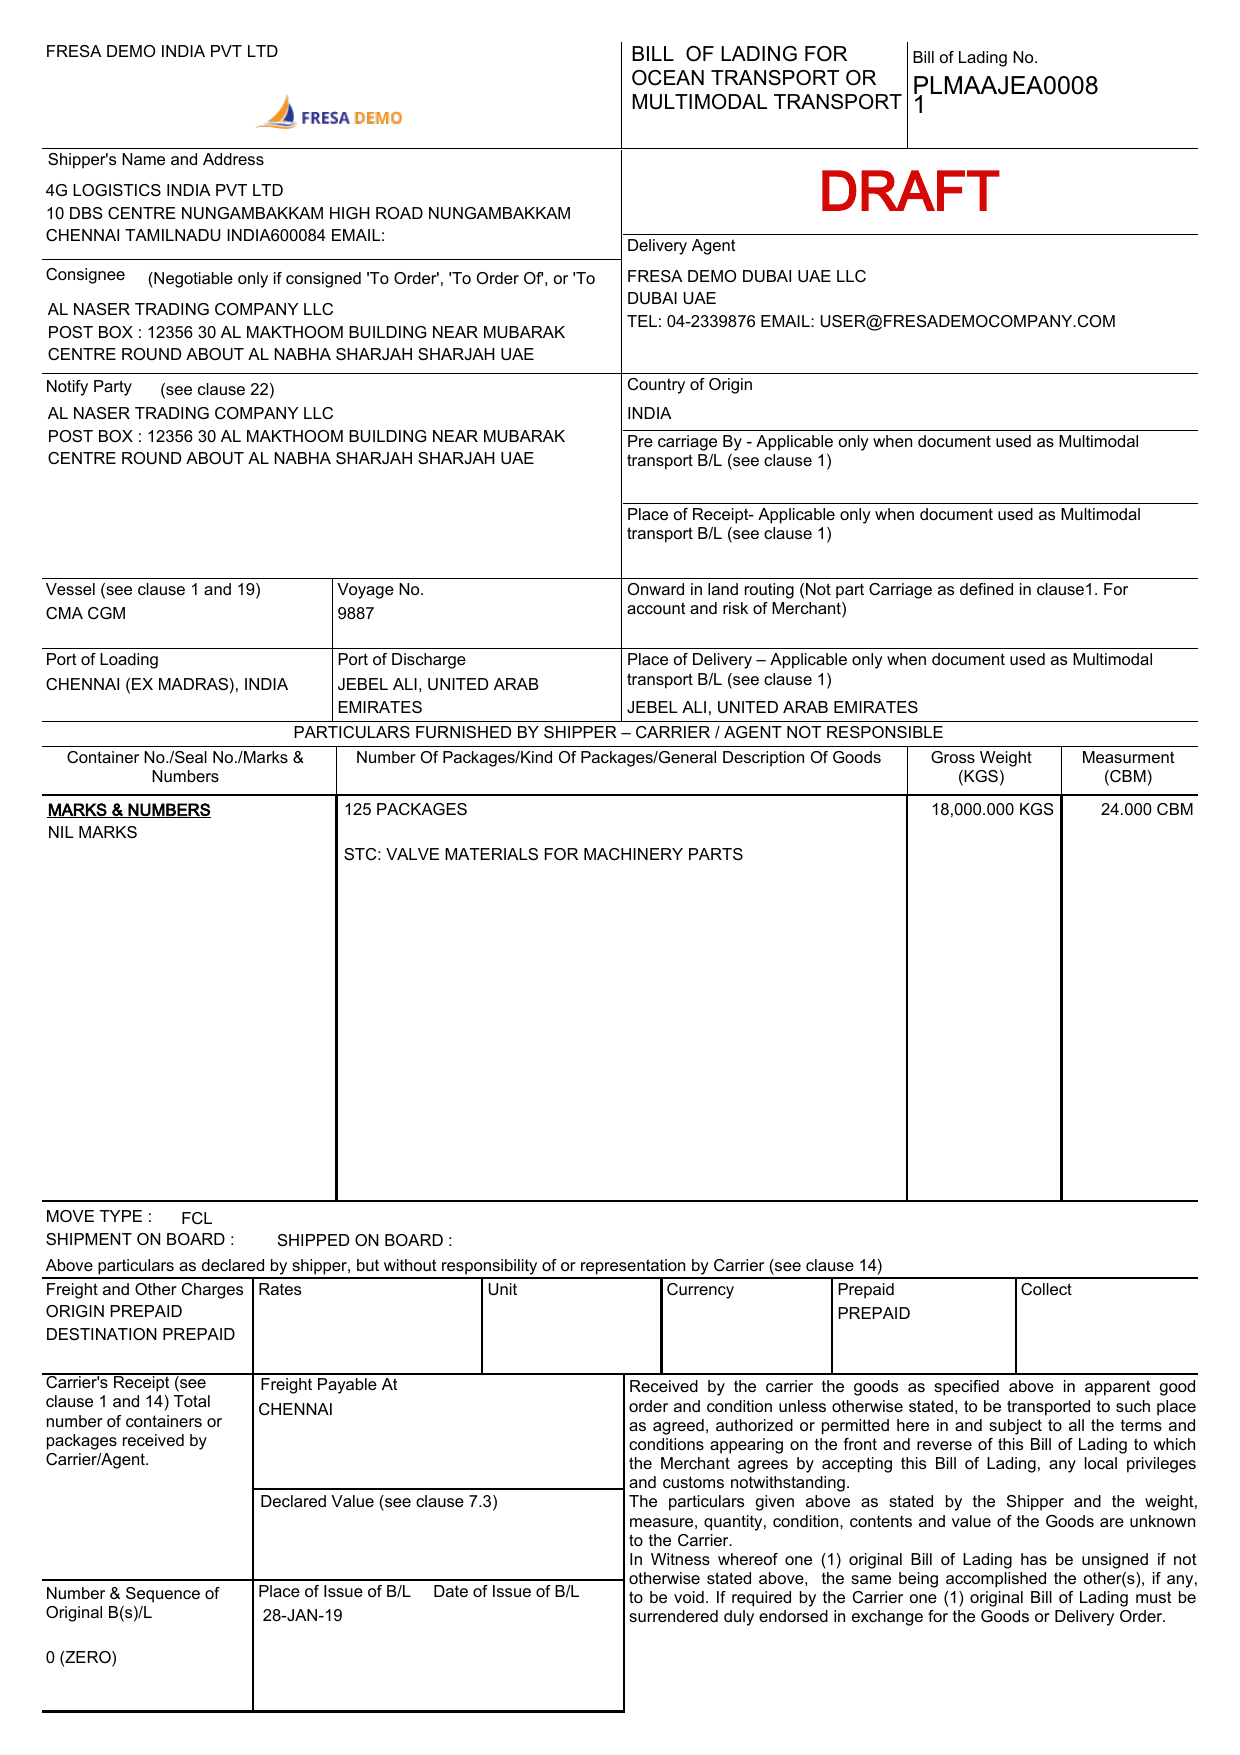 FRESA DEMO INDIA PVT LTD
FRESA DEMO
BILL OF LADING FOR
OCEAN TRANSPORT OR
MULTIMODAL TRANSPORT
Bill of Lading No.
PLMAAJEA0008
1
Shipper's Name and Address
4G LOGISTICS INDIA PVT LTD
10 DBS CENTRE NUNGAMBAKKAM HIGH ROAD NUNGAMBAKKAM
CHENNAI TAMILNADU INDIA600084 EMAIL:
DRAFT
Delivery Agent
FRESA DEMO DUBAI UAE LLC
DUBAI UAE
TEL: 04-2339876 EMAIL: USER@FRESADEMOCOMPANY.COM
Consignee (Negotiable only if consigned 'To Order', 'To Order Of', or 'To
AL NASER TRADING COMPANY LLC
POST BOX : 12356 30 AL MAKTHOOM BUILDING NEAR MUBARAK
CENTRE ROUND ABOUT AL NABHA SHARJAH SHARJAH UAE
Notify Party (see clause 22)
AL NASER TRADING COMPANY LLC
POST BOX : 12356 30 AL MAKTHOOM BUILDING NEAR MUBARAK
CENTRE ROUND ABOUT AL NABHA SHARJAH SHARJAH UAE
Country of Origin
INDIA
Pre carriage By - Applicable only when document used as Multimodal
transport B/L (see clause 1)
Place of Receipt- Applicable only when document used as Multimodal
transport B/L (see clause 1)
Vessel (see clause 1 and 19)
CMA CGM
Voyage No.
9887
Onward in land routing (Not part Carriage as defined in clause1. For
account and risk of Merchant)
Port of Loading
CHENNAI (EX MADRAS), INDIA
Port of Discharge
JEBEL ALI, UNITED ARAB
EMIRATES
Place of Delivery – Applicable only when document used as Multimodal
transport B/L (see clause 1)
JEBEL ALI, UNITED ARAB EMIRATES
PARTICULARS FURNISHED BY SHIPPER – CARRIER / AGENT NOT RESPONSIBLE
Container No./Seal No./Marks &
Numbers
Number Of Packages/Kind Of Packages/General Description Of Goods
Gross Weight
(KGS)
Measurment
(CBM)
MARKS & NUMBERS
NIL MARKS
125 PACKAGES
STC: VALVE MATERIALS FOR MACHINERY PARTS
18,000.000 KGS
24.000 CBM
MOVE TYPE : FCL
SHIPMENT ON BOARD : SHIPPED ON BOARD :
Above particulars as declared by shipper, but without responsibility of or representation by Carrier (see clause 14)
Freight and Other Charges
ORIGIN PREPAID
DESTINATION PREPAID
Rates
Unit
Currency
Prepaid
PREPAID
Collect
Carrier's Receipt (see
clause 1 and 14) Total
number of containers or
packages received by
Carrier/Agent.
Freight Payable At
CHENNAI
Declared Value (see clause 7.3)
Received by the carrier the goods as specified above in apparent good
order and condition unless otherwise stated, to be transported to such place
as agreed, authorized or permitted here in and subject to all the terms and
conditions appearing on the front and reverse of this Bill of Lading to which
the Merchant agrees by accepting this Bill of Lading, any local privileges
and customs notwithstanding.
The particulars given above as stated by the Shipper and the weight,
measure, quantity, condition, contents and value of the Goods are unknown
to the Carrier.
In Witness whereof one (1) original Bill of Lading has be unsigned if not
otherwise stated above, the same being accomplished the other(s), if any,
to be void. If required by the Carrier one (1) original Bill of Lading must be
surrendered duly endorsed in exchange for the Goods or Delivery Order.
Number & Sequence of
Original B(s)/L
0 (ZERO)
Place of Issue of B/L Date of Issue of B/L
28-JAN-19